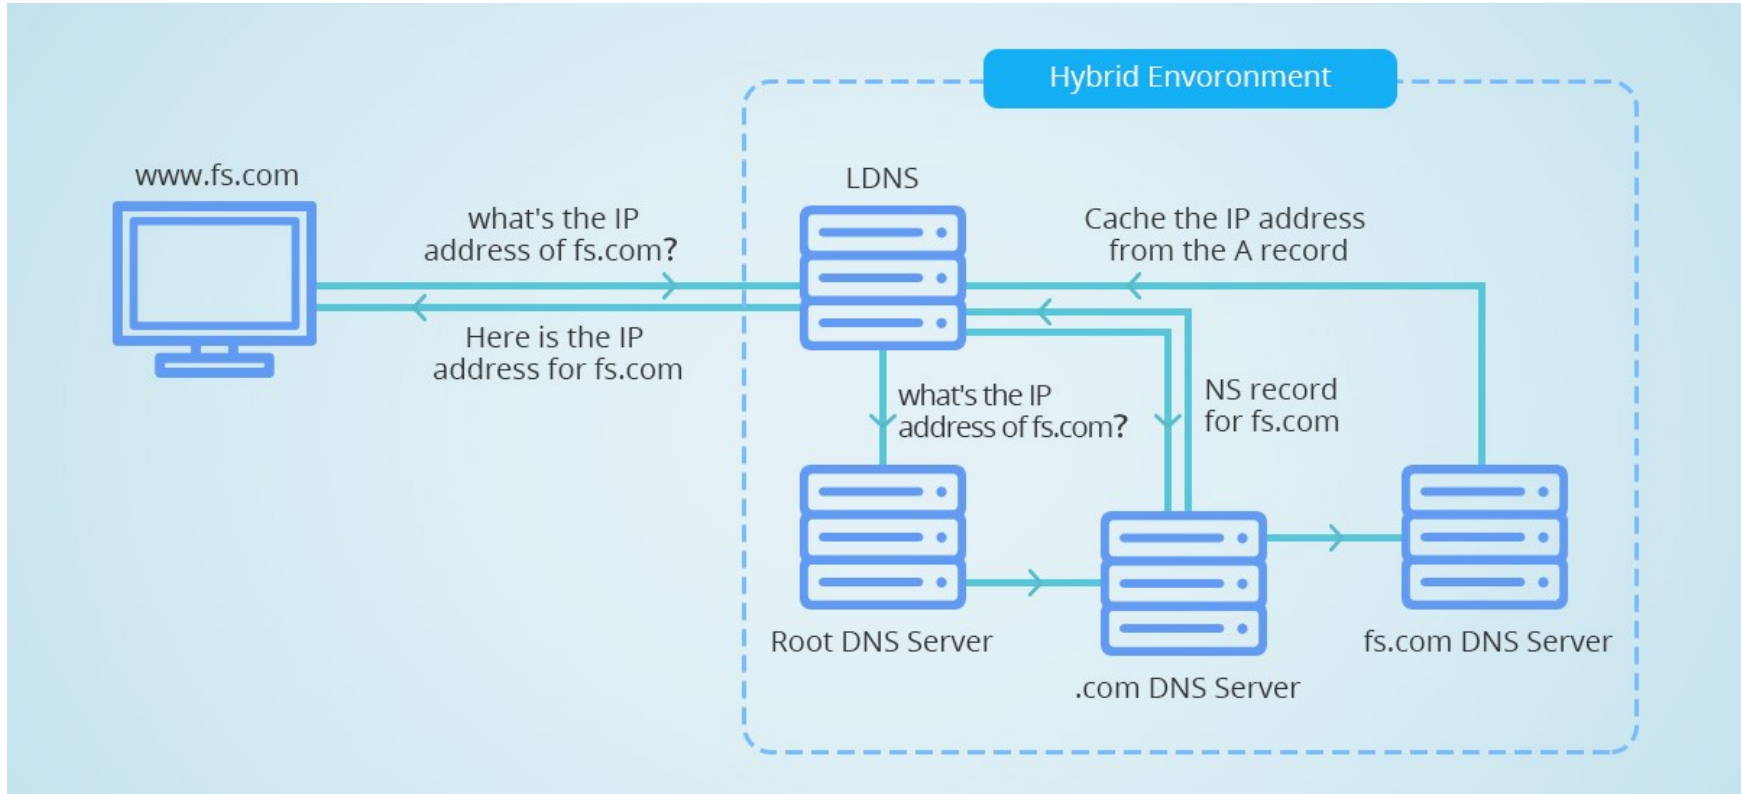 Hybrid Envoronment
www.fs.com
LDNS
what's the IP
address of fs.com?
Cache the IP address
from the A record
Here is the IP
address for fs.com
what's the IP
address of fs.com?
NS record
for fs.com
Root DNS Server
.com DNS Server
fs.com DNS Server